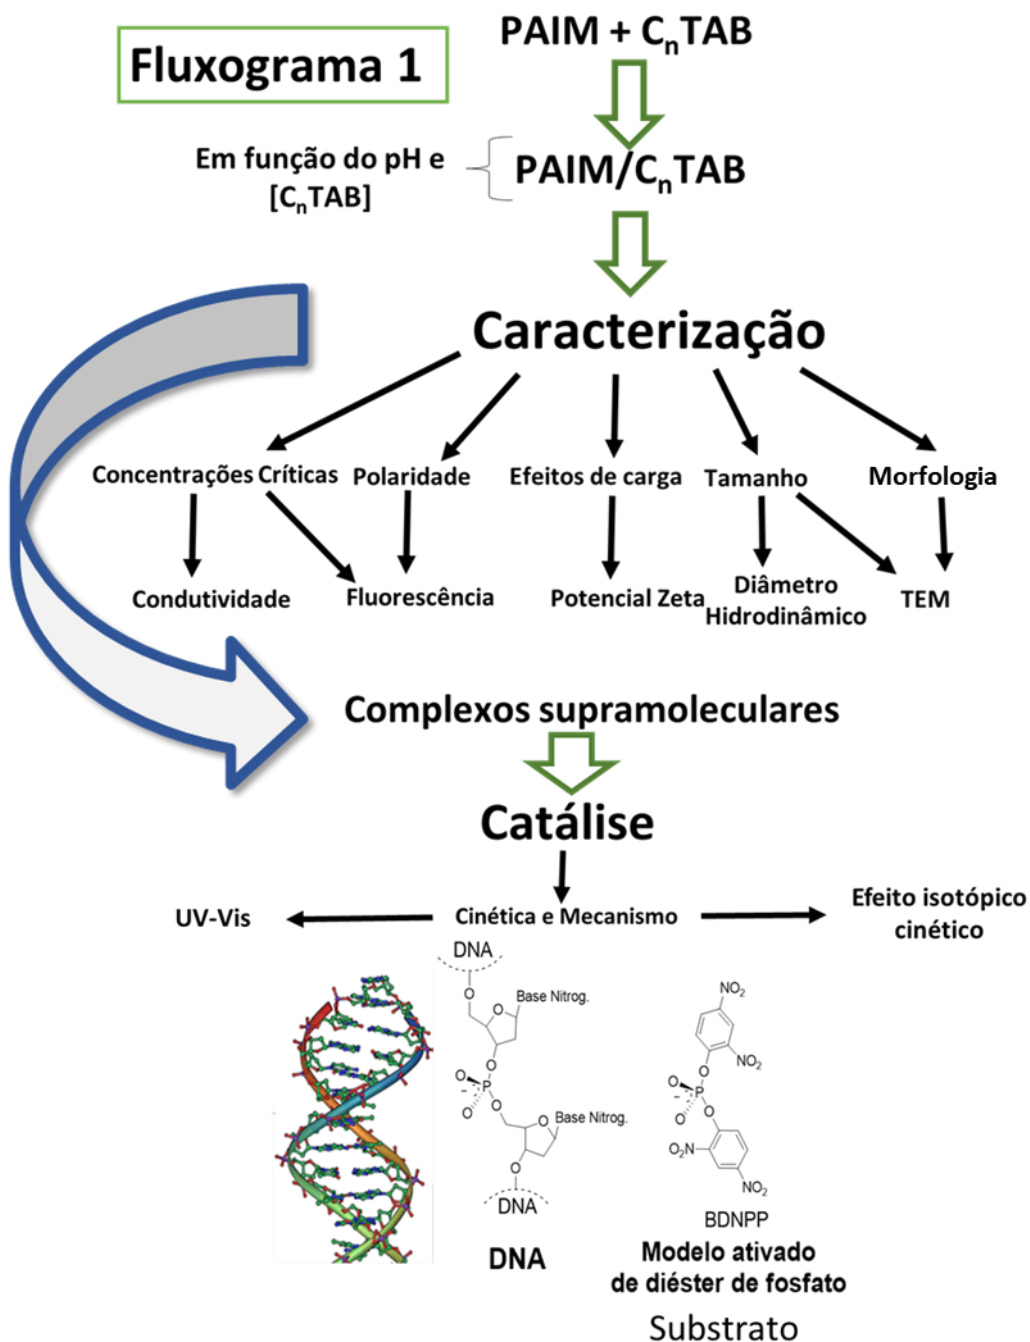 Fluxograma 1
PAIM + CnTAB
Em função do pH e
[CnTAB]
PAIM/CnTAB
Caracterização
Concentrações Críticas
Polaridade
Efeitos de carga
Tamanho
Morfologia
Condutividade
Fluorescência
Potencial Zeta
Diâmetro
Hidrodinâmico
TEM
Complexos supramoleculares
Catálise
UV-Vis
Cinética e Mecanismo
Efeito isotópico
cinético
DNA
O
Base Nitrog.
O
O
O
P
O
O
O
Base Nitrog.
O
DNA
DNA
NO2
NO2
O
O
P
O
O
O2N
NO2
BDNPP
Modelo ativado
de diéster de fosfato
Substrato